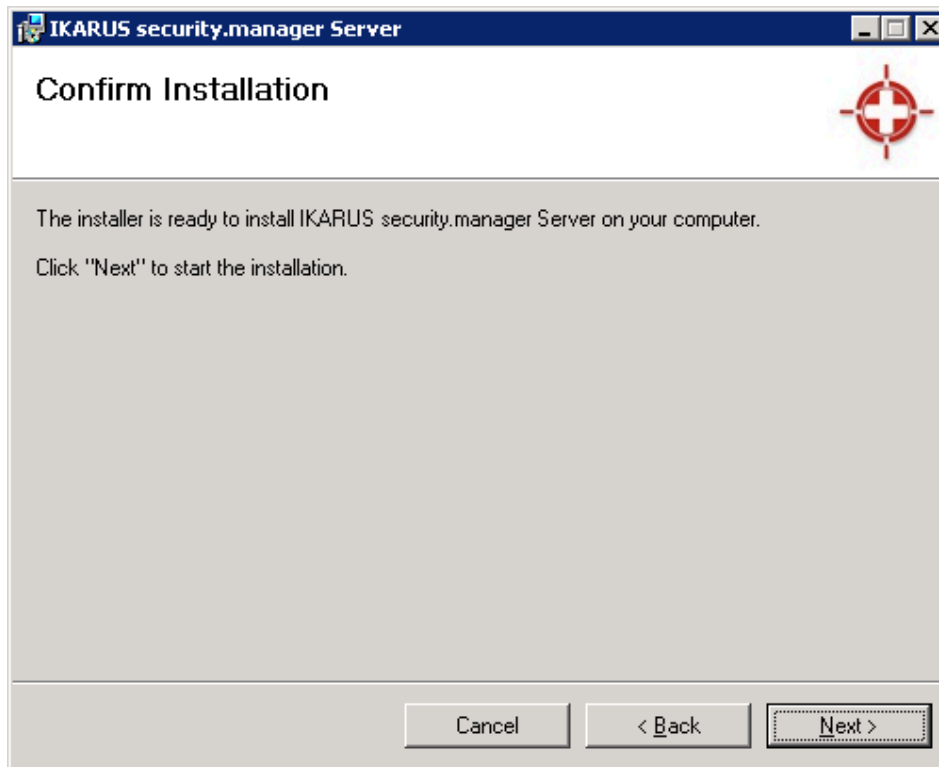 IKARUS security.manager Server
Confirm Installation
The installer is ready to install IKARUS security.manager Server on your computer.
Click "Next" to start the installation.
Cancel
< Back
Next >